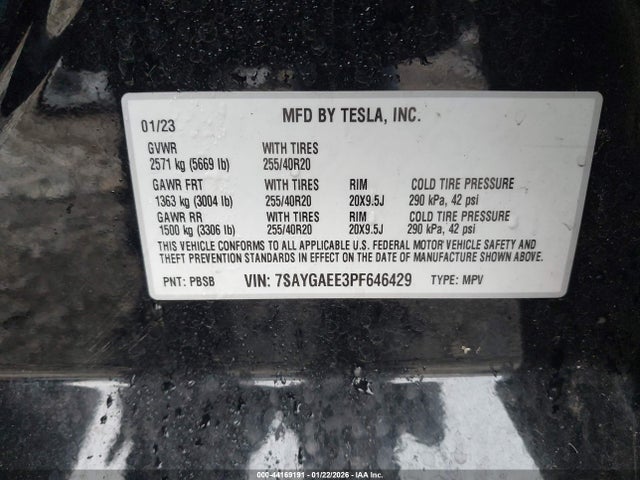 01/23 MFD BY TESLA, INC.
GVWR WITH TIRES
2571 kg (5669 lb) 255/40R20
GAWR FRT WITH TIRES RIM COLD TIRE PRESSURE
1363 kg (3004 lb) 255/40R20 20X9.5J 290 kPa, 42 psi
GAWR RR WITH TIRES RIM COLD TIRE PRESSURE
1500 kg (3306 lb) 255/40R20 20X9.5J 290 kPa, 42 psi
THIS VEHICLE CONFORMS TO ALL APPLICABLE U.S. FEDERAL MOTOR VEHICLE SAFETY AND
THEFT PREVENTION STANDARDS IN EFFECT ON THE DATE OF MANUFACTURE SHOWN ABOVE.
PNT: PBSB VIN: 7SAYGAEE3PF646429 TYPE: MPV
000-44169191 - 01/22/2026 - IAA Inc.